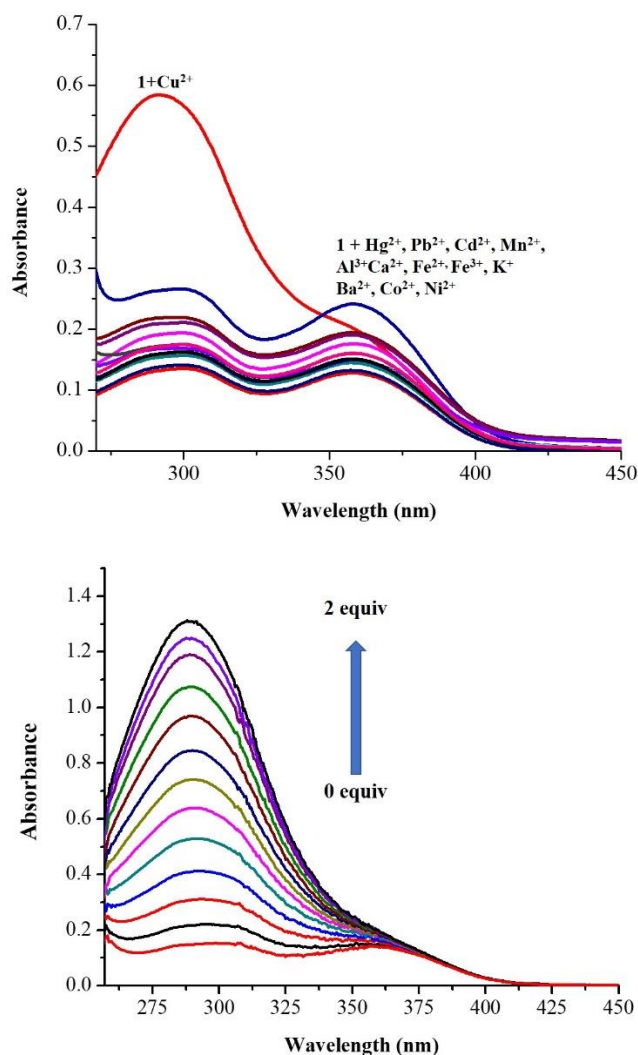 0.7
0.6
0.5
0.4
0.3
0.2
0.1
0.0
Absorbance
1+Cu²⁺
1 + Hg²⁺, Pb²⁺, Cd²⁺, Mn²⁺,
Al³⁺Ca²⁺, Fe²⁺, Fe³⁺, K⁺
Ba²⁺, Co²⁺, Ni²⁺
300 350 400 450
Wavelength (nm)
1.4
1.2
1.0
0.8
0.6
0.4
0.2
0.0
Absorbance
2 equiv
0 equiv
275 300 325 350 375 400 425 450
Wavelength (nm)